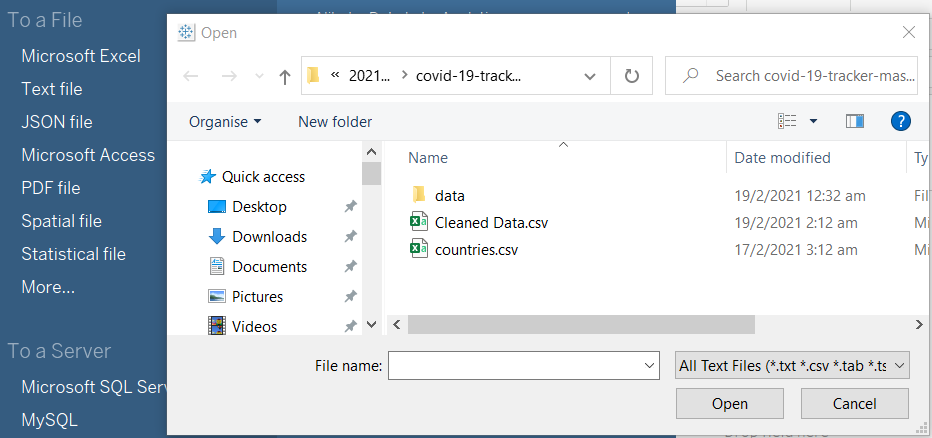 To a File
Microsoft Excel
Text file
JSON file
Microsoft Access
PDF file
Spatial file
Statistical file
More...
To a Server
Microsoft SQL Serv
MySQL
Open
« 2021... > covid-19-track...
Search covid-19-tracker-mas...
Organise
New folder
?
Quick access
Desktop
Downloads
Documents
Pictures
Videos
Name Date modified Ty
data 19/2/2021 12:32 am Fil
Cleaned Data.csv 19/2/2021 2:12 am Mi
countries.csv 17/2/2021 3:12 am Mi
File name:
All Text Files (*.txt *.csv *.tab *.ts
Open
Cancel